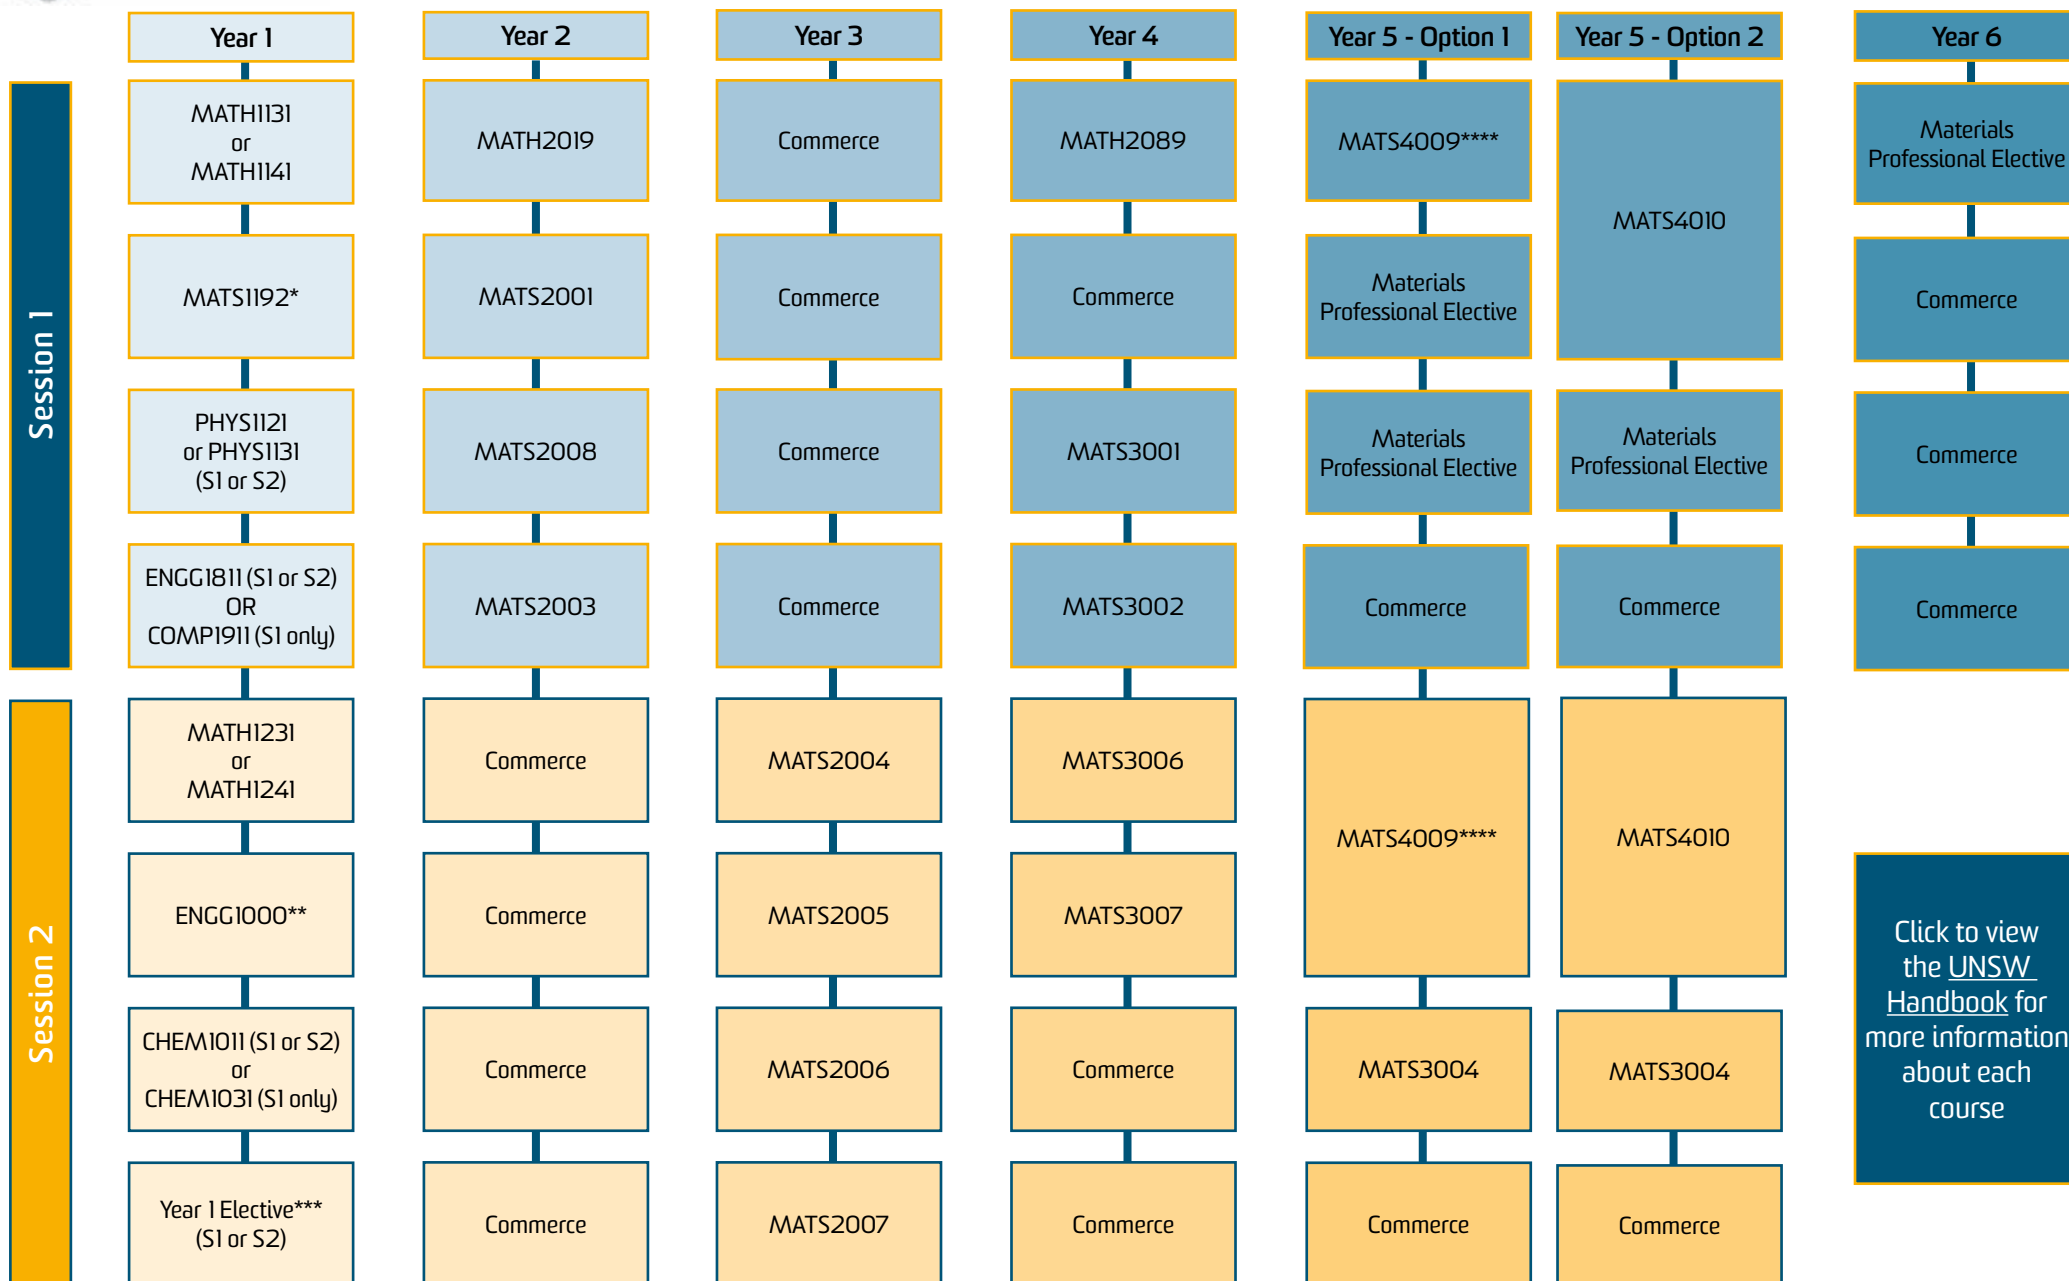 Year 1
Year 2
Year 3
Year 4
Year 5 - Option 1
Year 5 - Option 2
Year 6
Session 1
MATH1131
or
MATH1141
MATH2019
Commerce
MATH2089
MATS4009****
MATS4010
Materials
Professional Elective
MATS1192*
MATS2001
Commerce
Commerce
Materials
Professional Elective
Commerce
PHYS1121
or PHYS1131
(S1 or S2)
MATS2008
Commerce
MATS3001
Materials
Professional Elective
Materials
Professional Elective
Commerce
ENGG1811 (S1 or S2)
OR
COMP1911 (S1 only)
MATS2003
Commerce
MATS3002
Commerce
Commerce
Commerce
Session 2
MATH1231
or
MATH1241
Commerce
MATS2004
MATS3006
MATS4009****
MATS4010
ENGG1000**
Commerce
MATS2005
MATS3007
CHEM1011 (S1 or S2)
or
CHEM1031 (S1 only)
Commerce
MATS2006
Commerce
MATS3004
MATS3004
Year 1 Elective***
(S1 or S2)
Commerce
MATS2007
Commerce
Commerce
Commerce
Click to view
the UNSW
Handbook for
more information
about each
course